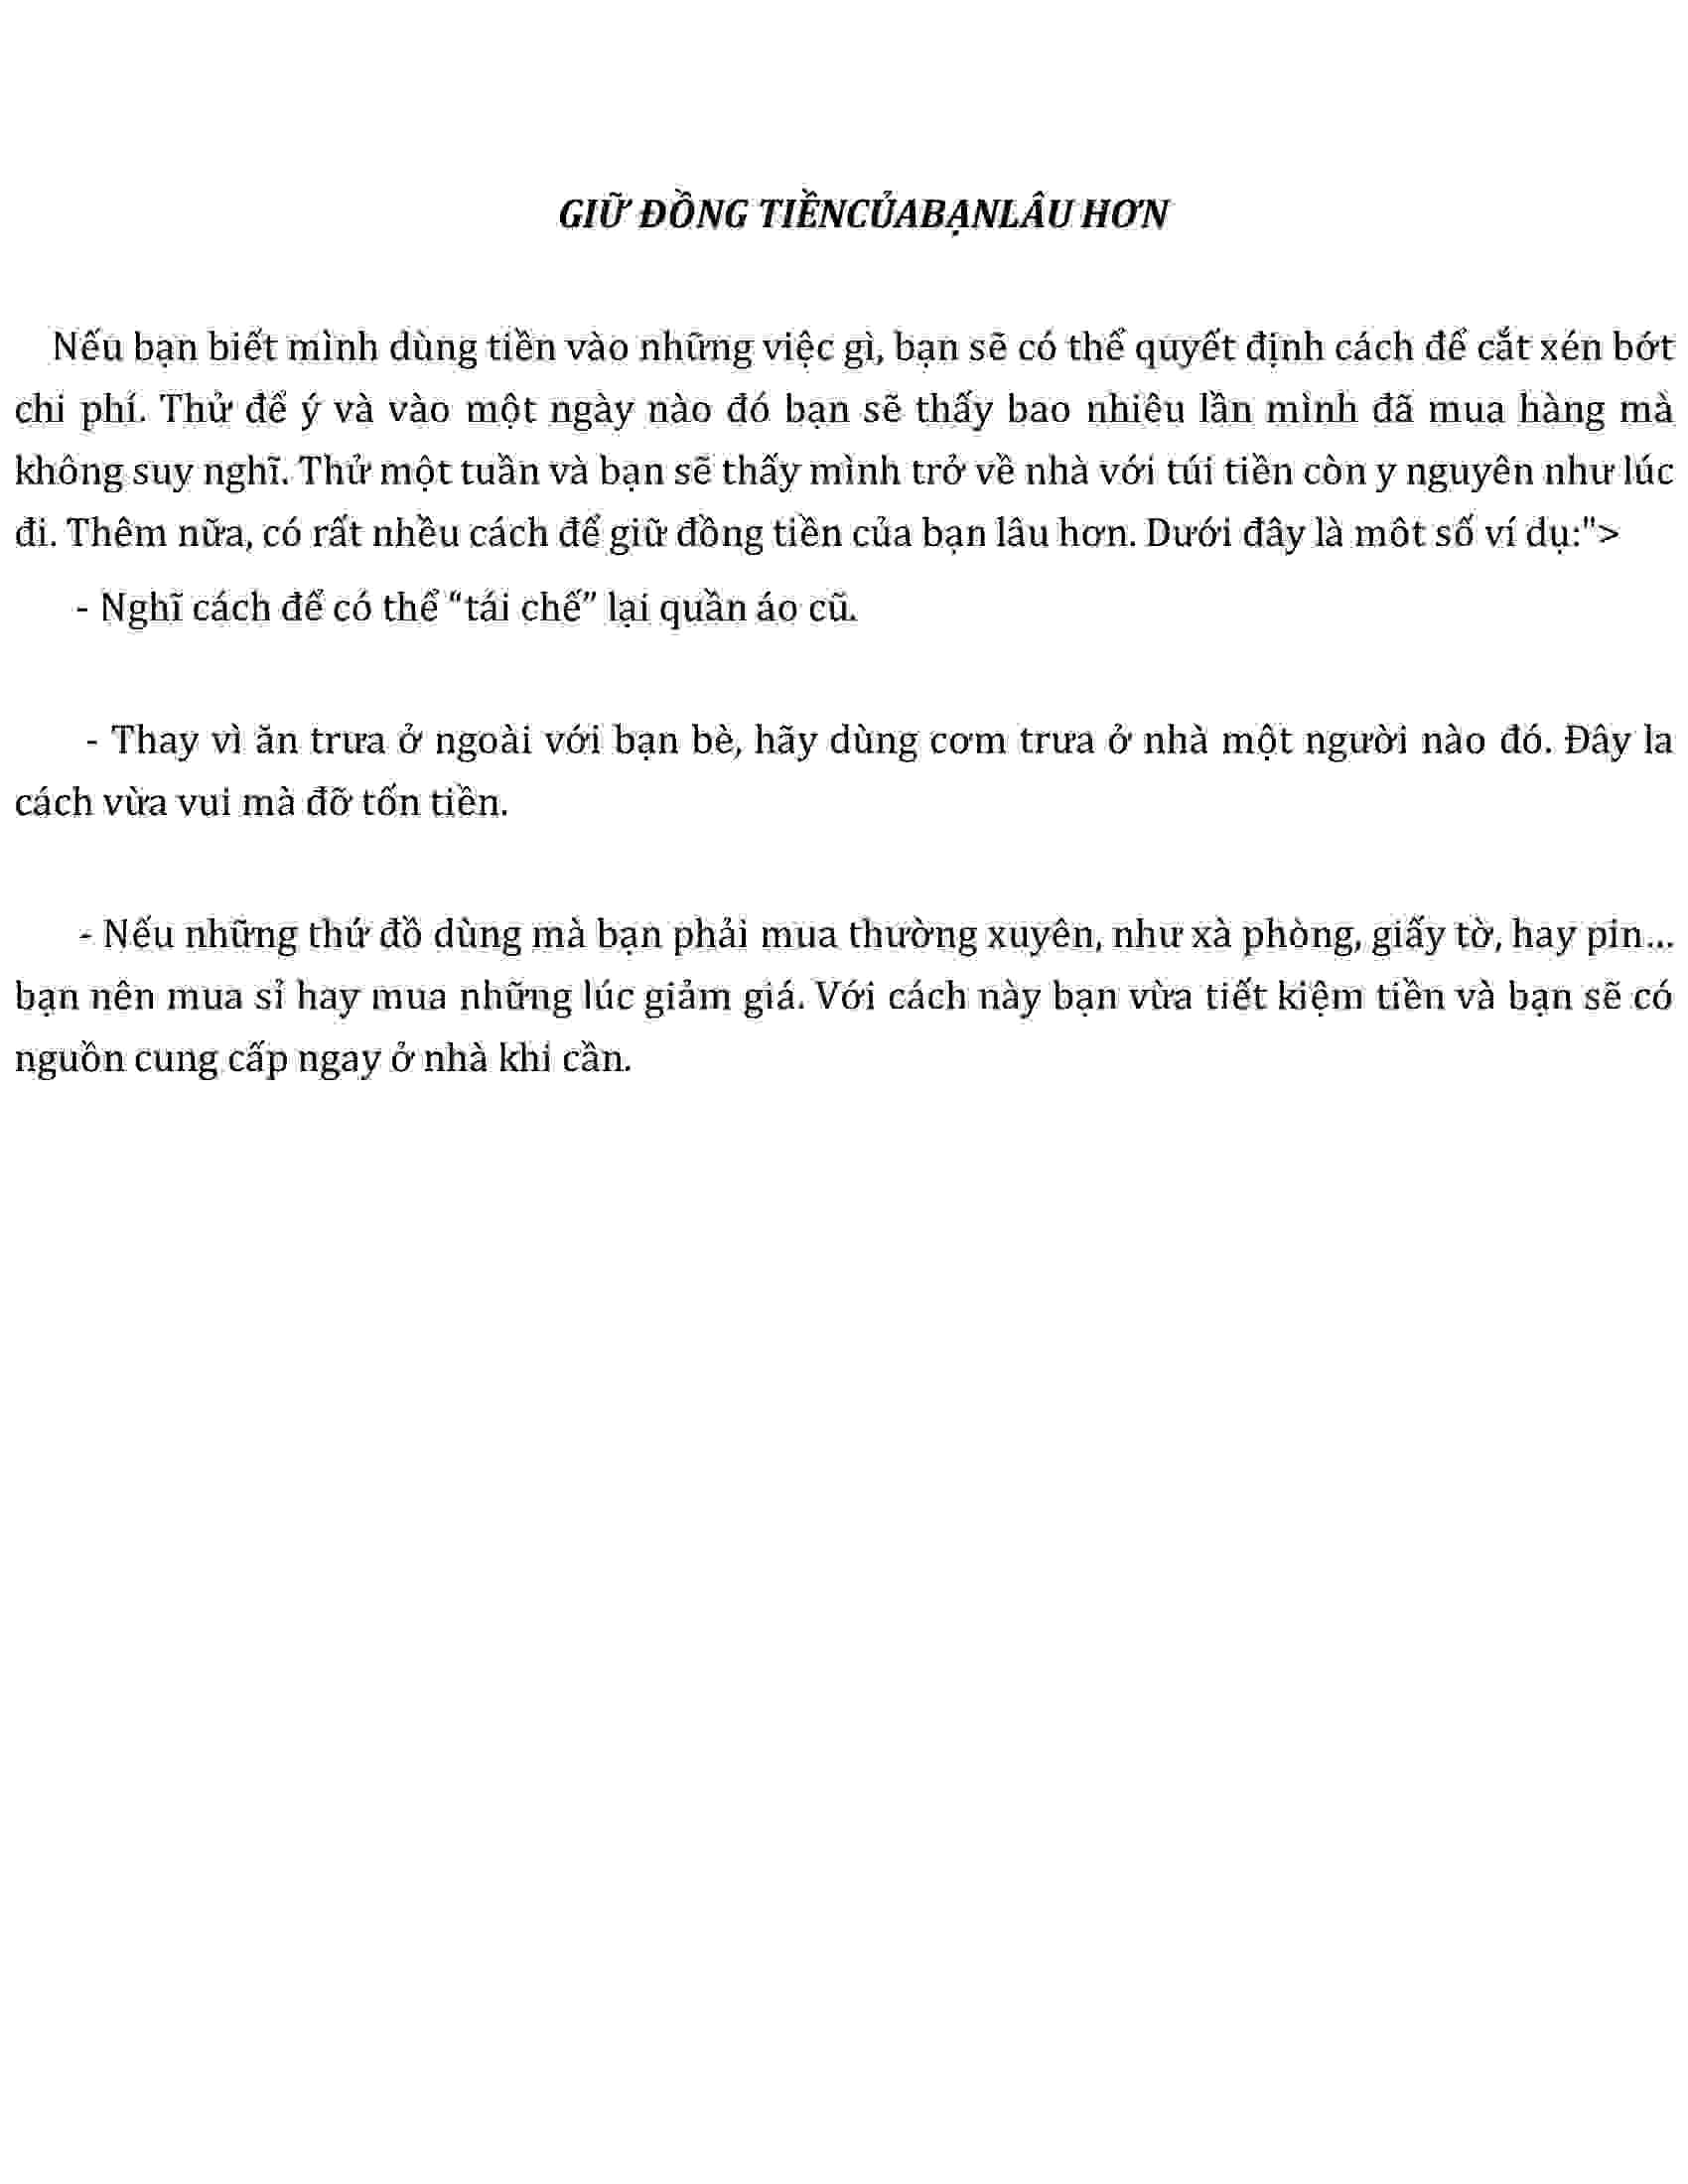 GIỮ ĐỒNG TIỀNCỦABẠNLÂU HƠN
Nếu bạn biết mình dùng tiền vào những việc gì, bạn sẽ có thể quyết định cách để cắt xén bớt
chi phí. Thử để ý và vào một ngày nào đó bạn sẽ thấy bao nhiêu lần mình đã mua hàng mà
không suy nghĩ. Thử một tuần và bạn sẽ thấy mình trở về nhà với túi tiền còn y nguyên như lúc
đi. Thêm nữa, có rất nhều cách để giữ đồng tiền của bạn lâu hơn. Dưới đây là môt số ví dụ:">
- Nghĩ cách để có thể “tái chế” lại quần áo cũ.
- Thay vì ăn trưa ở ngoài với bạn bè, hãy dùng cơm trưa ở nhà một người nào đó. Đây la
cách vừa vui mà đỡ tốn tiền.
- Nếu những thứ đồ dùng mà bạn phải mua thường xuyên, như xà phòng, giấy tờ, hay pin...
bạn nên mua sỉ hay mua những lúc giảm giá. Với cách này bạn vừa tiết kiệm tiền và bạn sẽ có
nguồn cung cấp ngay ở nhà khi cần.